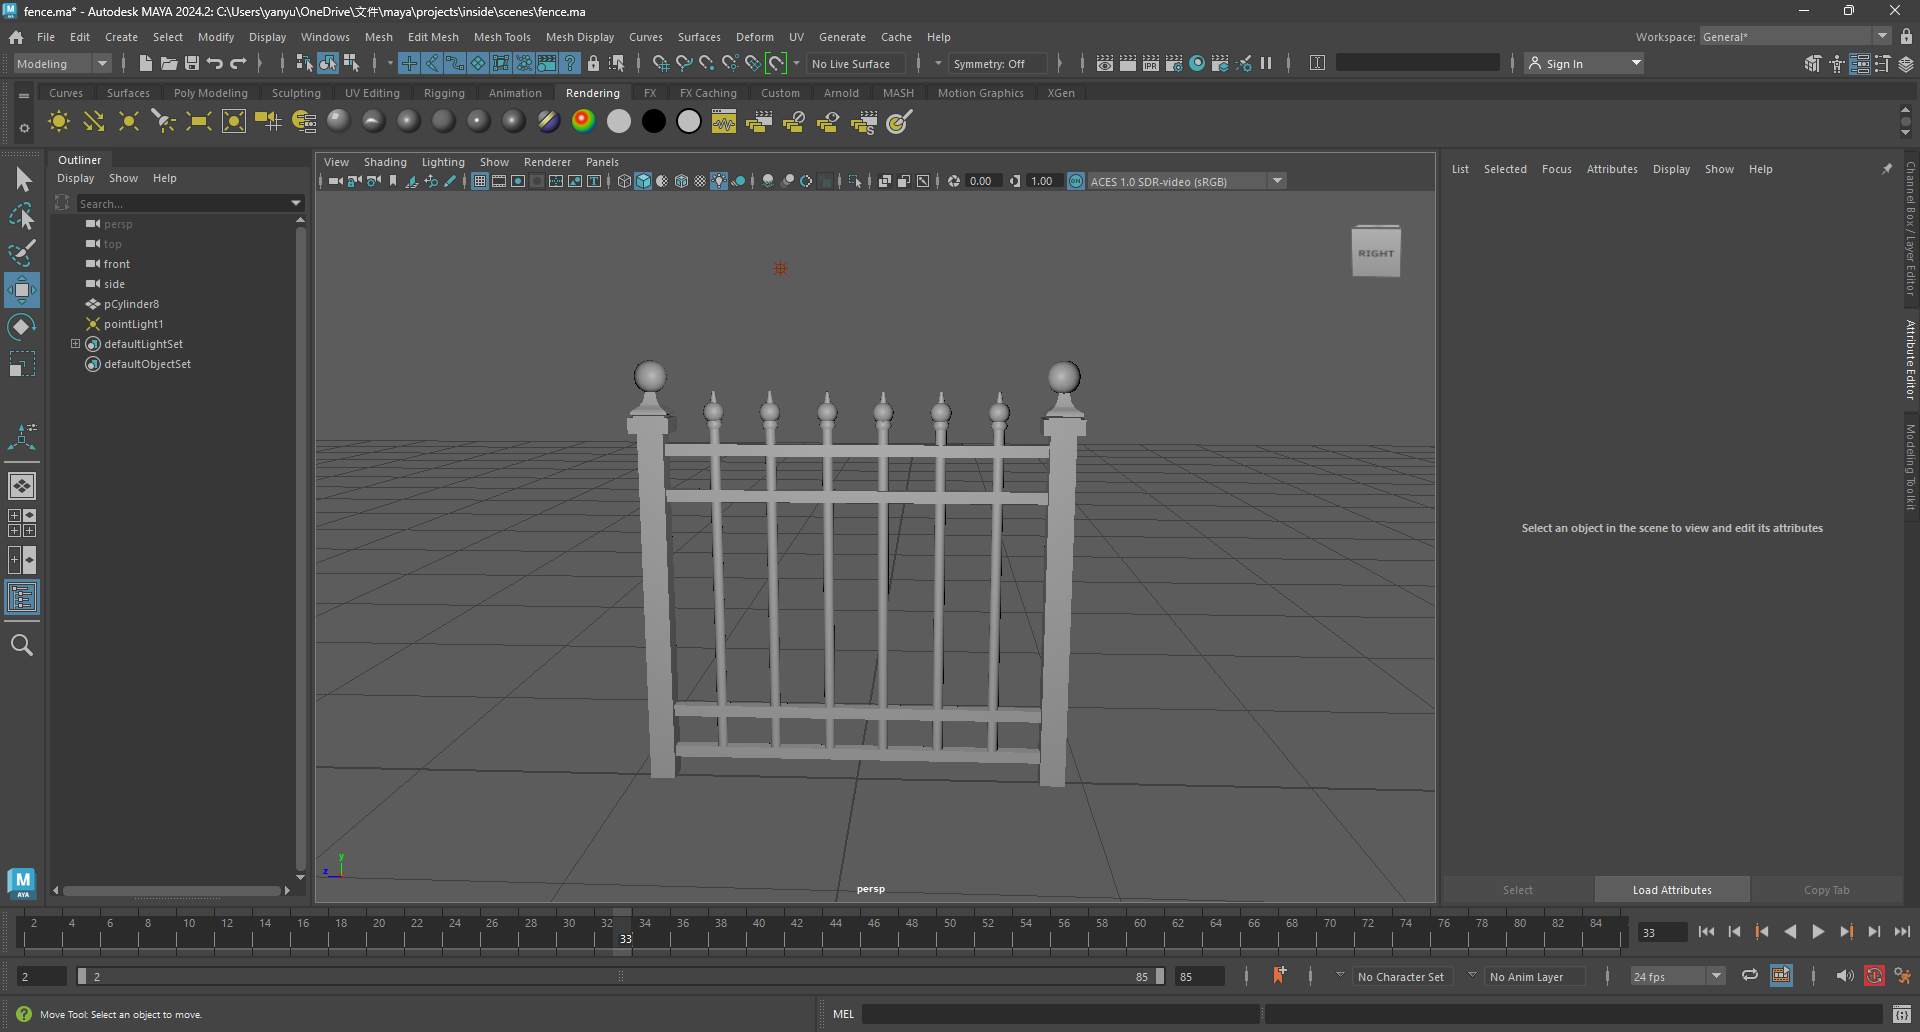 fence.ma* - Autodesk MAYA 2024.2: C:\Users\yanyu\OneDrive\文件\maya\projects\inside\scenes\fence.ma
File Edit Create Select Modify Display Windows Mesh Edit Mesh Mesh Tools Mesh Display Curves Surfaces Deform UV Generate Cache Help Workspace: General*
Modeling No Live Surface Symmetry: Off Sign In
Curves Surfaces Poly Modeling Sculpting UV Editing Rigging Animation Rendering FX FX Caching Custom Arnold MASH Motion Graphics XGen
Outliner
Display Show Help
Search...
persp
top
front
side
pCylinder8
pointLight1
defaultLightSet
defaultObjectSet
View Shading Lighting Show Renderer Panels
0.00 1.00 ACES 1.0 SDR-video (sRGB)
RIGHT
y
z
persp
List Selected Focus Attributes Display Show Help
Select an object in the scene to view and edit its attributes
Select Load Attributes Copy Tab
Channel Box / Layer Editor
Attribute Editor
Modeling Toolkit
M
AYA
2 4 6 8 10 12 14 16 18 20 22 24 26 28 30 32 34 36 38 40 42 44 46 48 50 52 54 56 58 60 62 64 66 68 70 72 74 76 78 80 82 84
33
33
2 2 85 85 No Character Set No Anim Layer 24 fps
Move Tool: Select an object to move. MEL